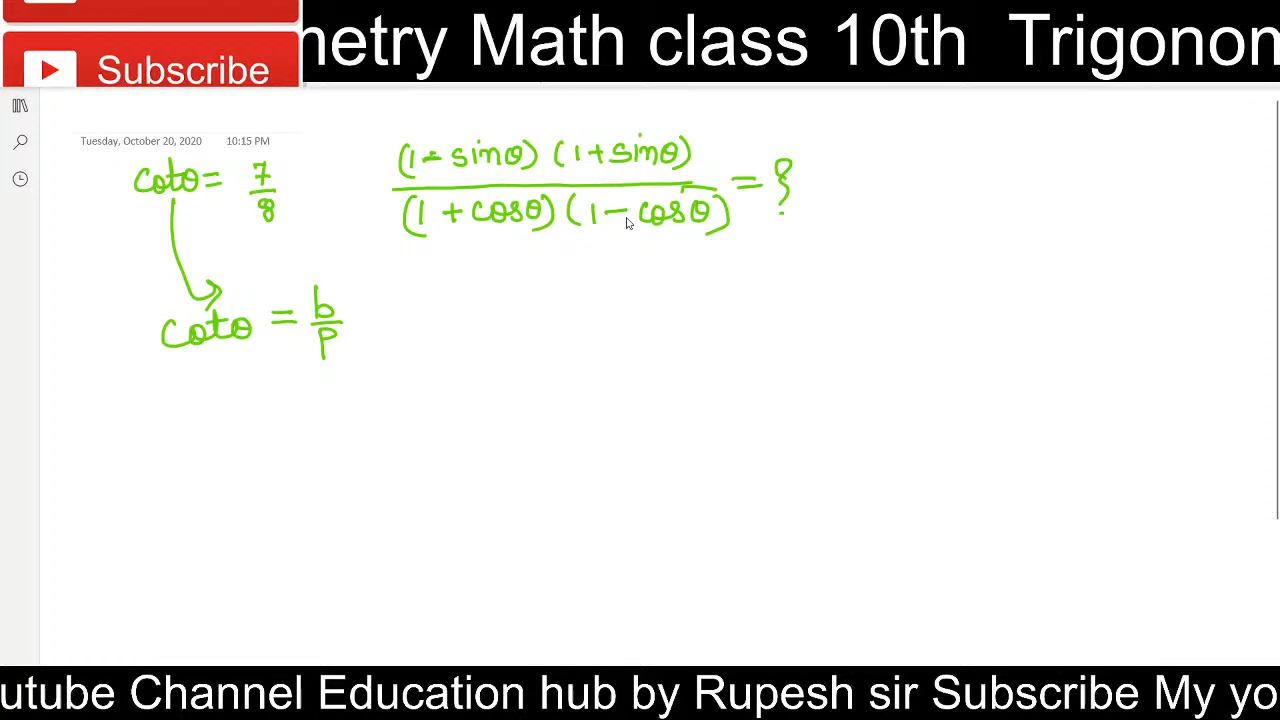 netry Math class 10th Trigonon
Subscribe
Tuesday, October 20, 2020 10:15 PM
cotθ = 7/8
(1 - sinθ) (1 + sinθ) / (1 + cosθ) (1 - cosθ) = ?
cotθ = b/p
utube Channel Education hub by Rupesh sir Subscribe My yo